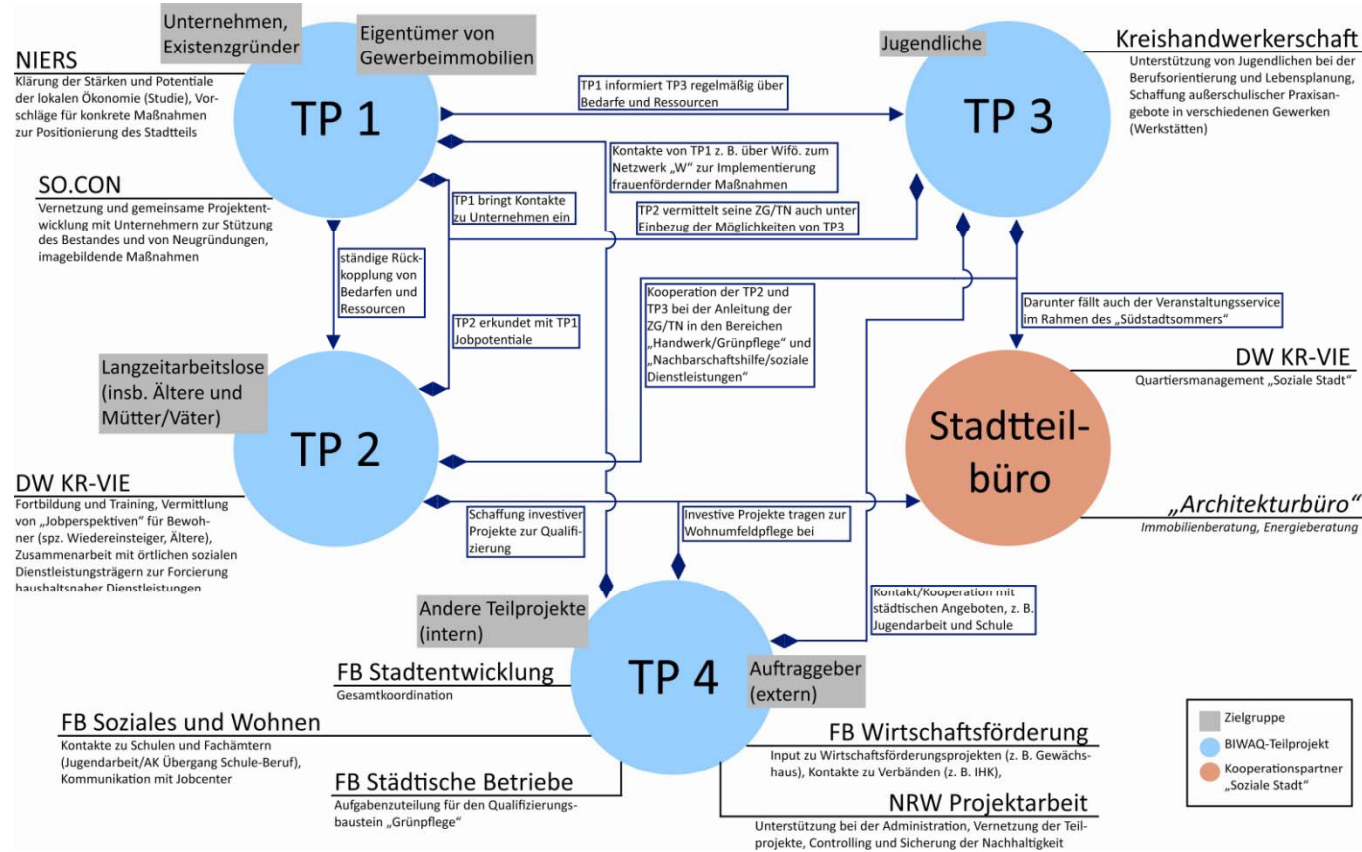 Unternehmen,
Existenzgründer
Eigentümer von
Gewerbeimmobilien
NIERS
Klärung der Stärken und Potentiale
der lokalen Ökonomie (Studie), Vor-
schläge für konkrete Maßnahmen
zur Positionierung des Stadtteils
TP 1
SO.CON
Vernetzung und gemeinsame Projektent-
wicklung mit Unternehmern zur Stützung
des Bestandes und von Neugründungen,
imagebildende Maßnahmen
TP1 informiert TP3 regelmäßig über
Bedarfe und Ressourcen
Jugendliche
TP 3
Kreishandwerkerschaft
Unterstützung von Jugendlichen bei der
Berufsorientierung und Lebensplanung,
Schaffung außerschulischer Praxisan-
gebote in verschiedenen Gewerken
(Werkstätten)
Kontakte von TP1 z. B. über Wifö. zum
Netzwerk „W“ zur Implementierung
frauenfördernder Maßnahmen
TP1 bringt Kontakte
zu Unternehmen ein
TP2 vermittelt seine ZG/TN auch unter
Einbezug der Möglichkeiten von TP3
ständige Rück-
kopplung von
Bedarfen und
Ressourcen
TP2 erkundet mit TP1
Jobpotentiale
Kooperation der TP2 und
TP3 bei der Anleitung der
ZG/TN in den Bereichen
„Handwerk/Grünpflege“ und
„Nachbarschaftshilfe/soziale
Dienstleistungen“
Darunter fällt auch der Veranstaltungsservice
im Rahmen des „Südstadtsommers“
Langzeitarbeitslose
(insb. Ältere und
Mütter/Väter)
TP 2
DW KR-VIE
Fortbildung und Training, Vermittlung
von „Jobperspektiven“ für Bewoh-
ner (spz. Wiedereinsteiger, Ältere),
Zusammenarbeit mit örtlichen sozialen
Dienstleistungsträgern zur Forcierung
haushaltsnaher Dienstleistungen
DW KR-VIE
Quartiersmanagement „Soziale Stadt“
Stadtteil-
büro
„Architekturbüro“
Immobilienberatung, Energieberatung
Schaffung investiver
Projekte zur Qualifi-
zierung
Investive Projekte tragen zur
Wohnumfeldpflege bei
Kontakt/Kooperation mit
städtischen Angeboten, z. B.
Jugendarbeit und Schule
Andere Teilprojekte
(intern)
TP 4
Auftraggeber
(extern)
FB Stadtentwicklung
Gesamtkoordination
FB Soziales und Wohnen
Kontakte zu Schulen und Fachämtern
(Jugendarbeit/AK Übergang Schule-Beruf),
Kommunikation mit Jobcenter
FB Städtische Betriebe
Aufgabenzuteilung für den Qualifizierungs-
baustein „Grünpflege“
FB Wirtschaftsförderung
Input zu Wirtschaftsförderungsprojekten (z. B. Gewächs-
haus), Kontakte zu Verbänden (z. B. IHK),
NRW Projektarbeit
Unterstützung bei der Administration, Vernetzung der Teil-
projekte, Controlling und Sicherung der Nachhaltigkeit
Zielgruppe
BIWAQ-Teilprojekt
Kooperationspartner
„Soziale Stadt“